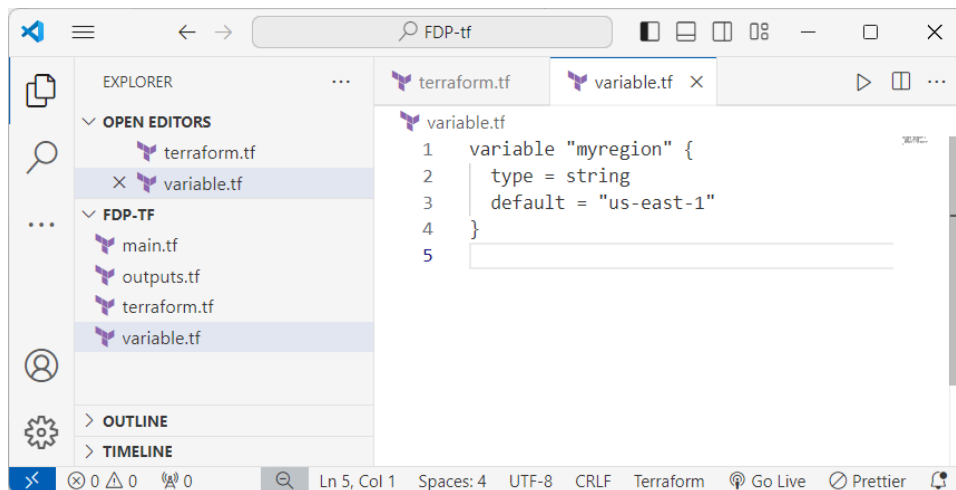 FDP-tf
EXPLORER ...
OPEN EDITORS
terraform.tf
variable.tf
FDP-TF
main.tf
outputs.tf
terraform.tf
variable.tf
OUTLINE
TIMELINE
terraform.tf variable.tf
variable.tf
1 variable "myregion" {
2 type = string
3 default = "us-east-1"
4 }
5
0 0 0 Ln 5, Col 1 Spaces: 4 UTF-8 CRLF Terraform Go Live Prettier